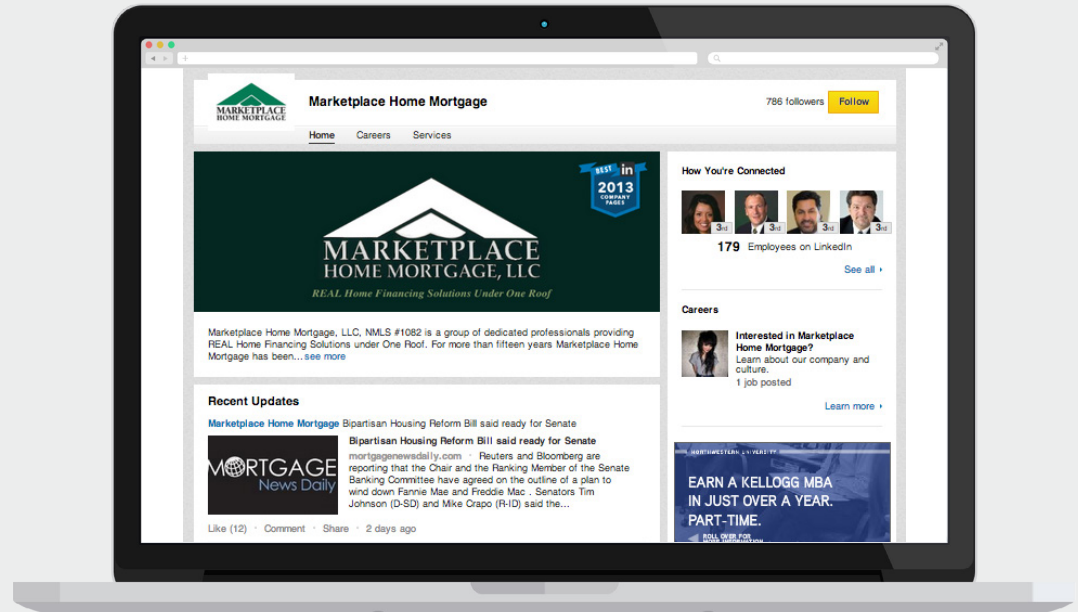 MARKETPLACE
HOME MORTGAGE
Marketplace Home Mortgage
786 followers
Follow
Home
Careers
Services
BEST in
2013
COMPANY
PAGES
MARKETPLACE
HOME MORTGAGE, LLC
REAL Home Financing Solutions Under One Roof
Marketplace Home Mortgage, LLC, NMLS #1082 is a group of dedicated professionals providing
REAL Home Financing Solutions under One Roof. For more than fifteen years Marketplace Home
Mortgage has been... see more
Recent Updates
Marketplace Home Mortgage Bipartisan Housing Reform Bill said ready for Senate
MORTGAGE
News Daily
Bipartisan Housing Reform Bill said ready for Senate
mortgagenewsdaily.com · Reuters and Bloomberg are
reporting that the Chair and the Ranking Member of the Senate
Banking Committee have agreed on the outline of a plan to
wind down Fannie Mae and Freddie Mac . Senators Tim
Johnson (D-SD) and Mike Crapo (R-ID) said the...
Like (12) · Comment · Share · 2 days ago
How You're Connected
3rd
3rd
3rd
3rd
179 Employees on LinkedIn
See all
Careers
Interested in Marketplace
Home Mortgage?
Learn about our company and
culture.
1 job posted
Learn more
NORTHWESTERN UNIVERSITY
EARN A KELLOGG MBA
IN JUST OVER A YEAR.
PART-TIME.
ROLL OVER FOR
MORE INFORMATION